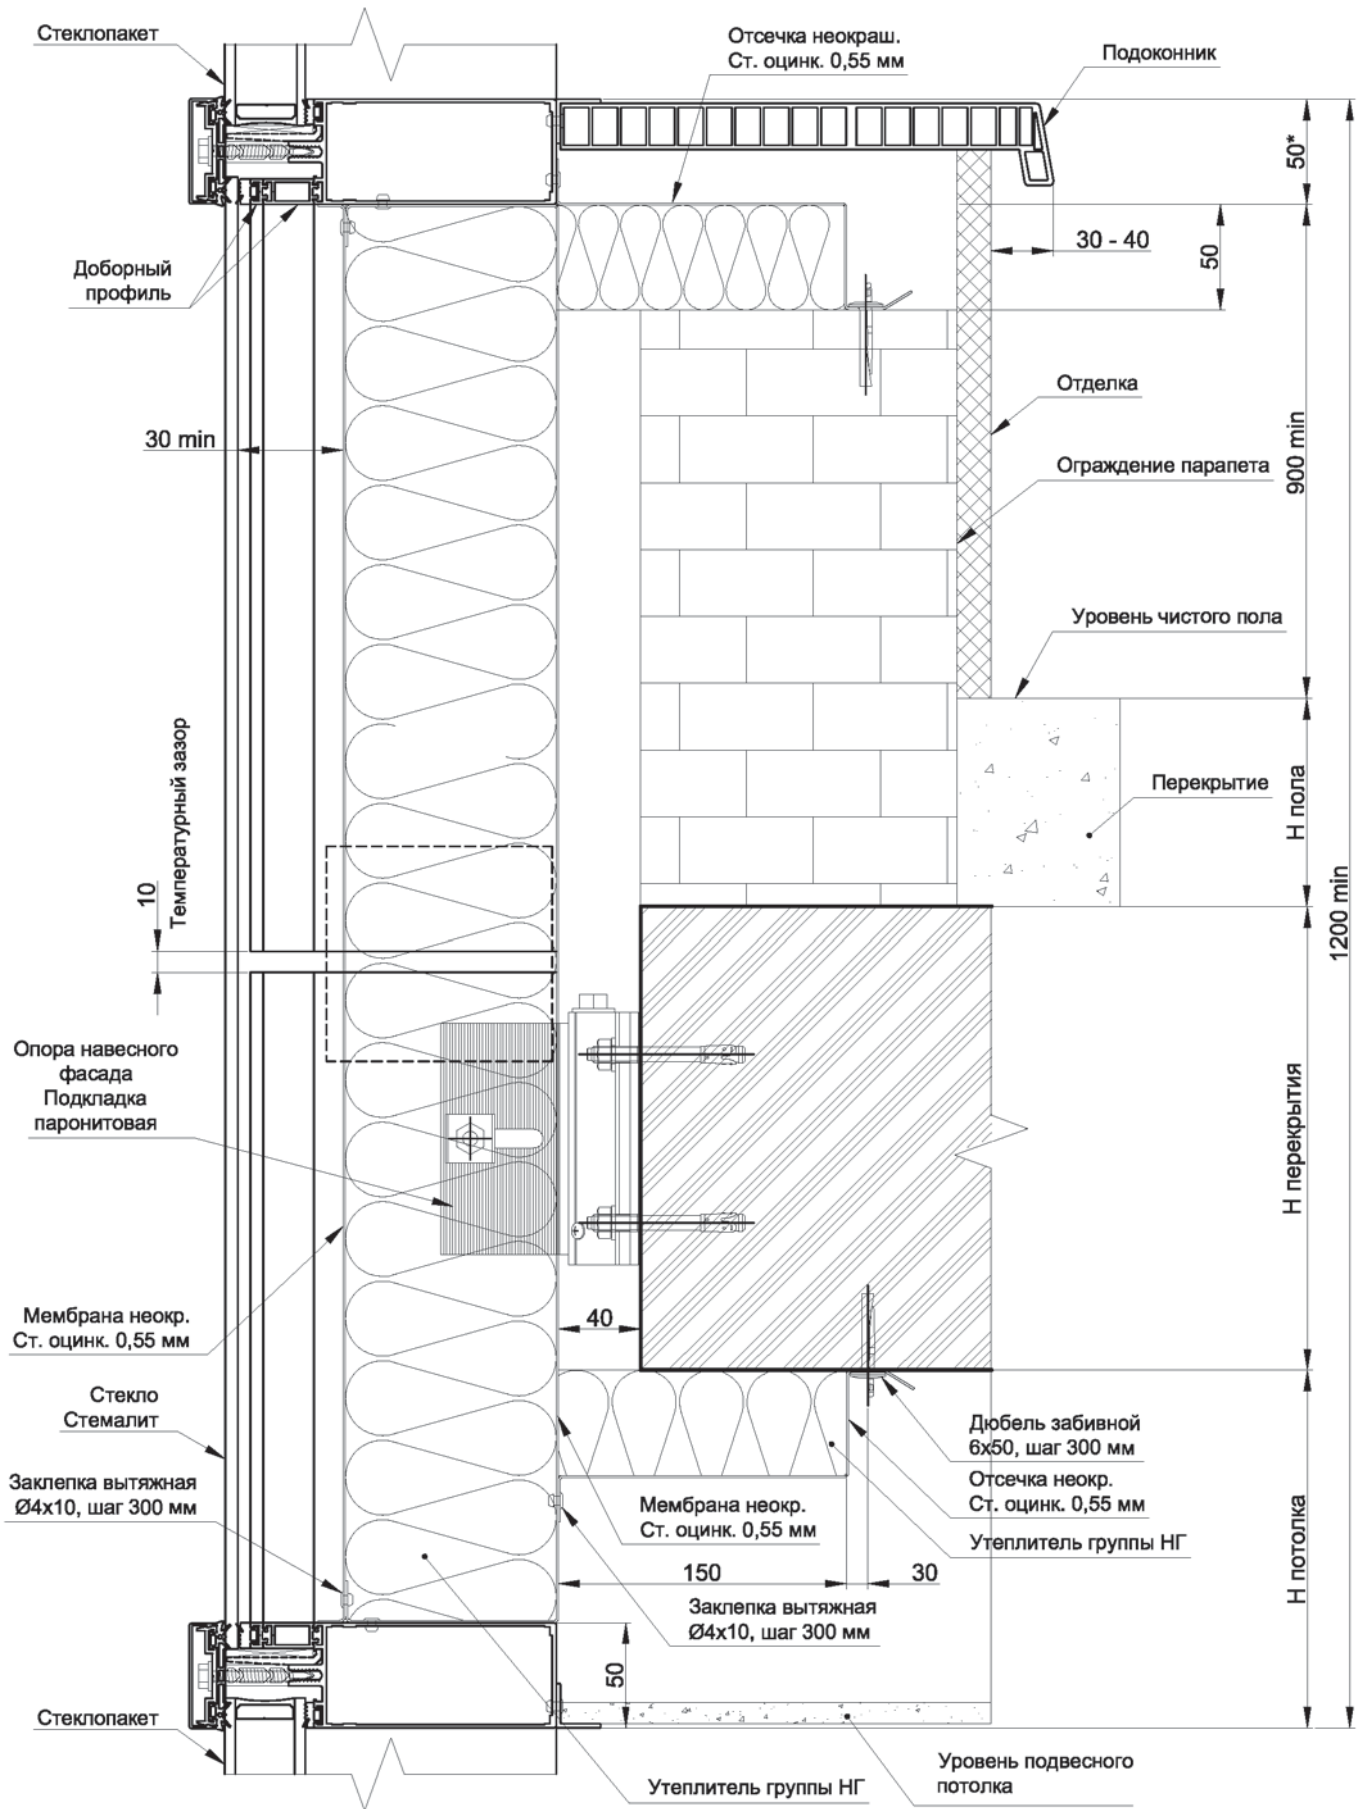 Стеклопакет
Отсечка неокраш.
Ст. оцинк. 0,55 мм
Подоконник
50*
30 - 40
50
Доборный
профиль
Отделка
30 min
900 min
Ограждение парапета
Уровень чистого пола
Температурный зазор
Перекрытие
Н пола
10
1200 min
Опора навесного
фасада
Подкладка
паронитовая
Н перекрытия
Мембрана неокр.
Ст. оцинк. 0,55 мм
40
Стекло
Стемалит
Дюбель забивной
6х50, шаг 300 мм
Заклепка вытяжная
Ø4х10, шаг 300 мм
Отсечка неокр.
Ст. оцинк. 0,55 мм
Мембрана неокр.
Ст. оцинк. 0,55 мм
Утеплитель группы НГ
Н потолка
150
30
Заклепка вытяжная
Ø4х10, шаг 300 мм
50
Стеклопакет
Уровень подвесного
потолка
Утеплитель группы НГ